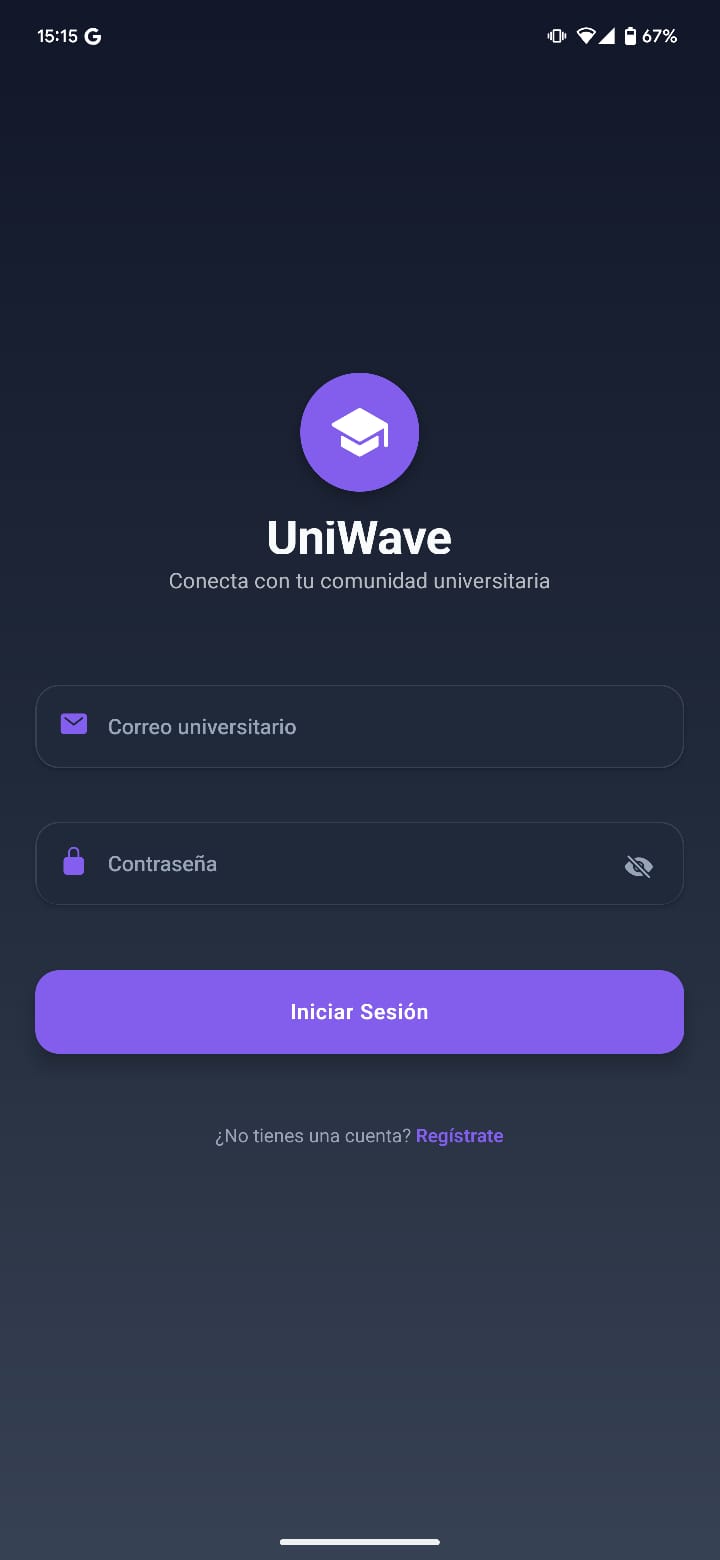 15:15 G 67%
UniWave
Conecta con tu comunidad universitaria
Correo universitario
Contraseña
Iniciar Sesión
¿No tienes una cuenta? Regístrate